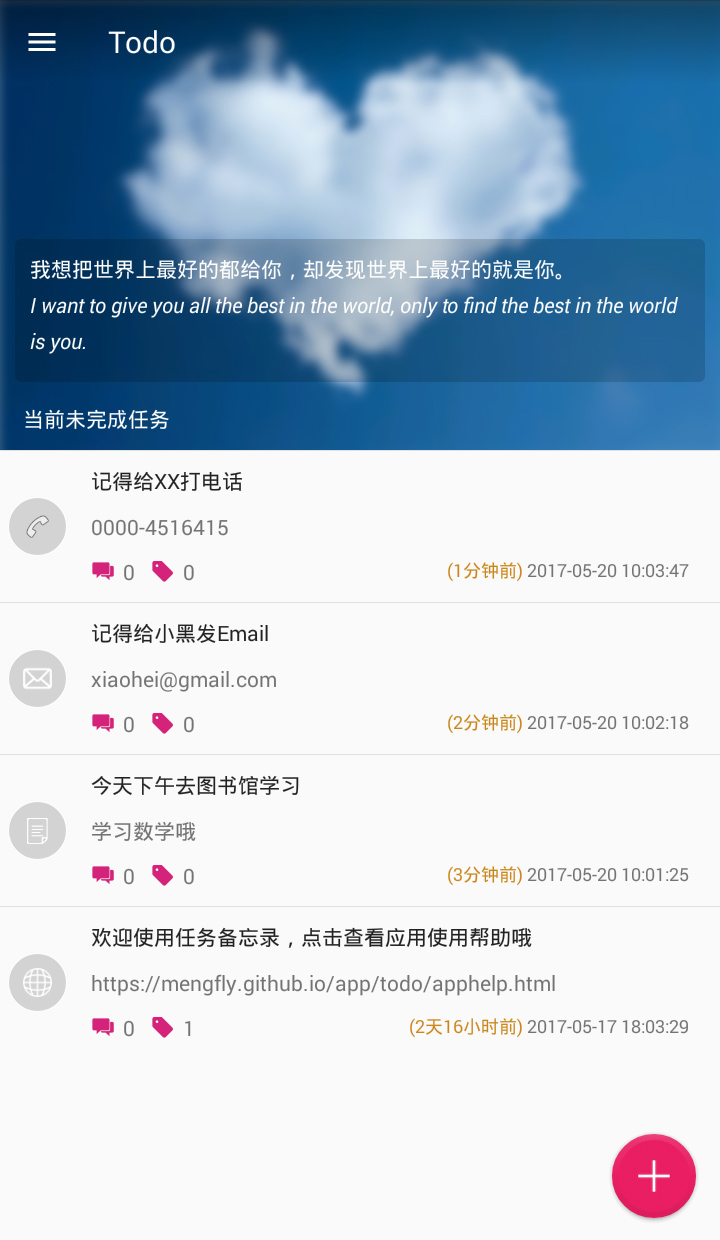 Todo
我想把世界上最好的都给你，却发现世界上最好的就是你。
I want to give you all the best in the world, only to find the best in the world
is you.
当前未完成任务
记得给XX打电话
0000-4516415
0 0 (1分钟前) 2017-05-20 10:03:47
记得给小黑发Email
xiaohei@gmail.com
0 0 (2分钟前) 2017-05-20 10:02:18
今天下午去图书馆学习
学习数学哦
0 0 (3分钟前) 2017-05-20 10:01:25
欢迎使用任务备忘录，点击查看应用使用帮助哦
https://mengfly.github.io/app/todo/apphelp.html
0 1 (2天16小时前) 2017-05-17 18:03:29